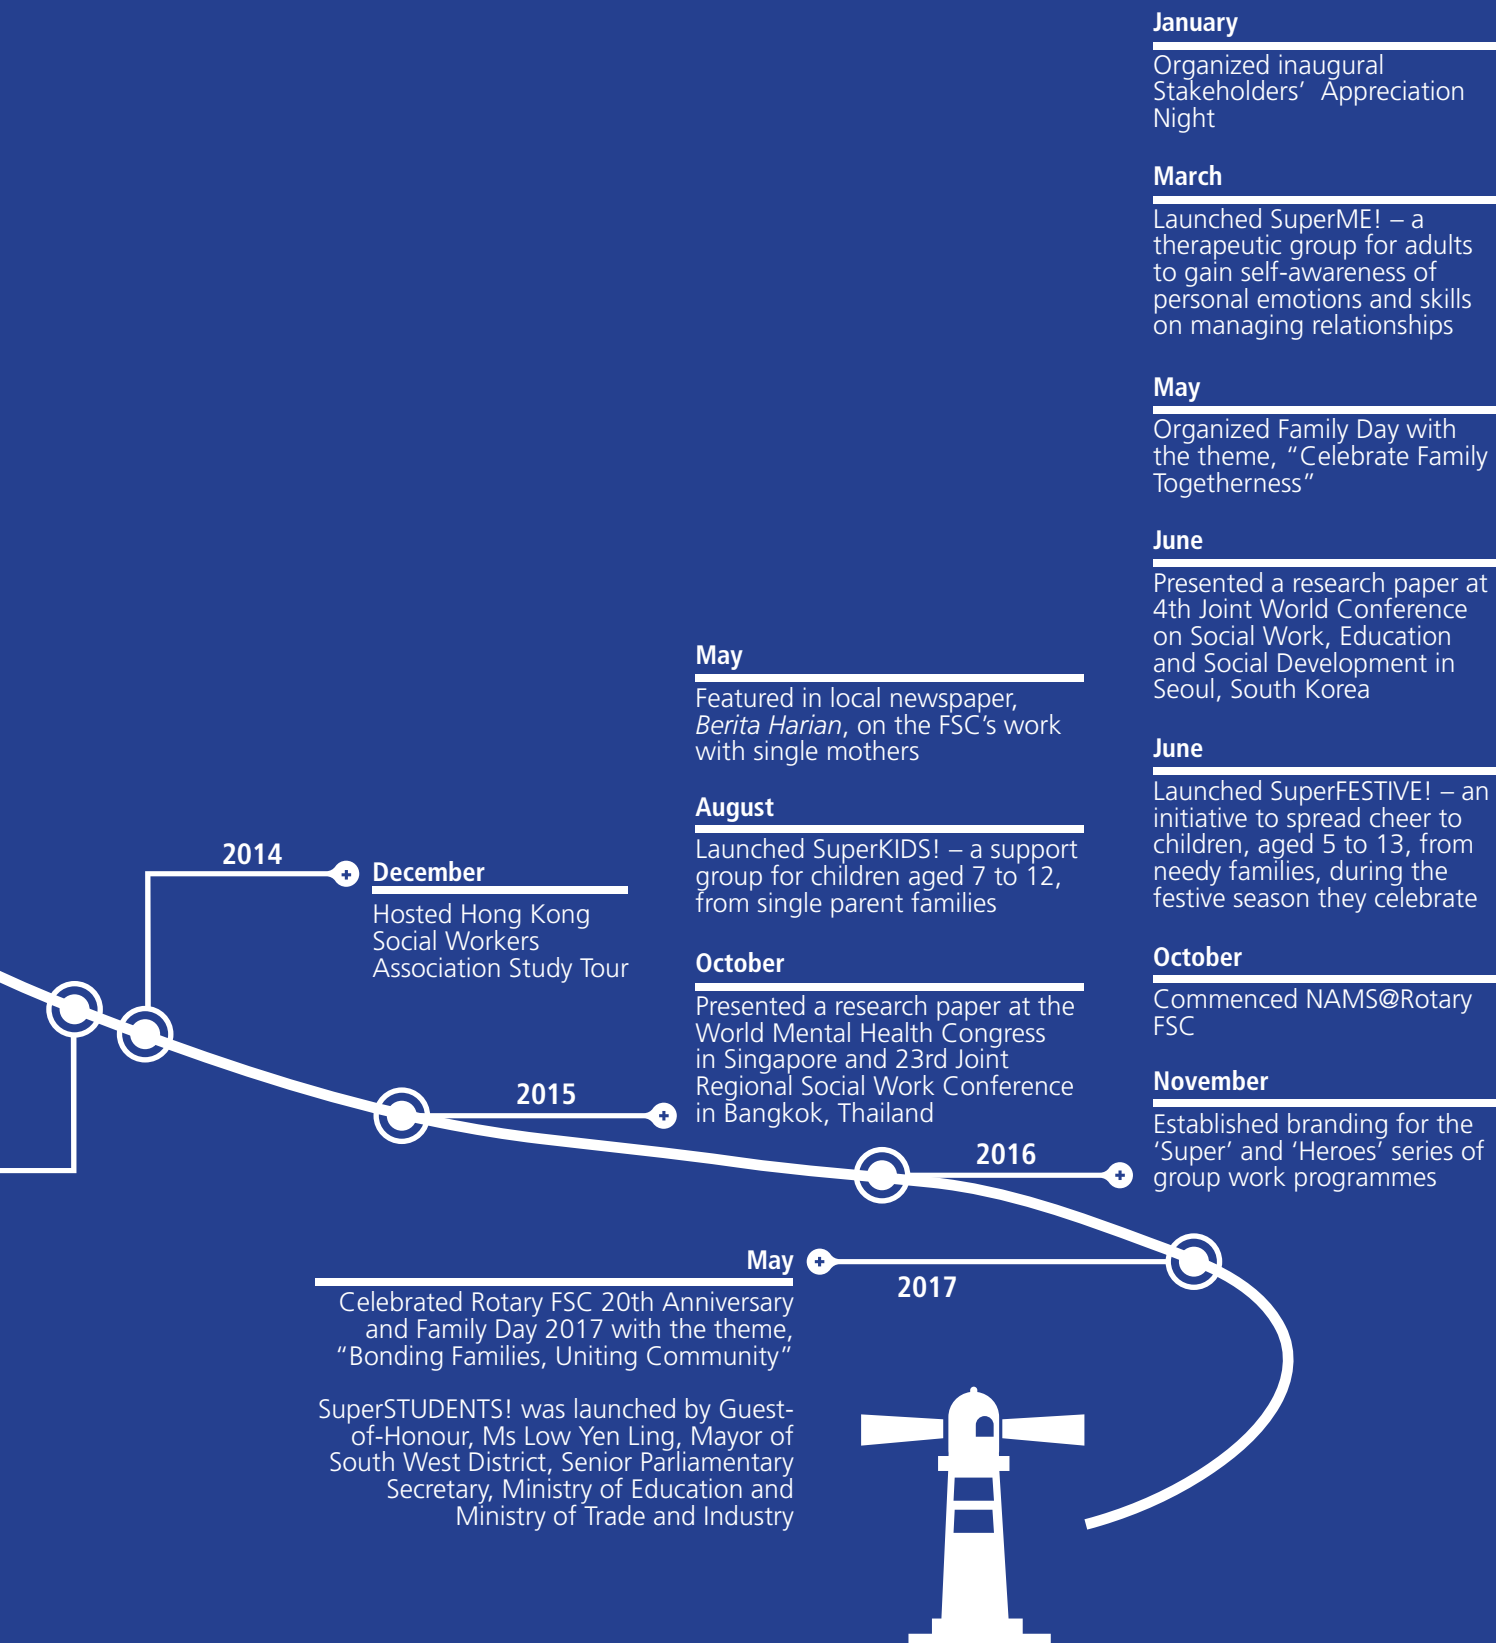 2014
December
Hosted Hong Kong
Social Workers
Association Study Tour
2015
May
Featured in local newspaper,
Berita Harian, on the FSC’s work
with single mothers
August
Launched SuperKIDS! – a support
group for children aged 7 to 12,
from single parent families
October
Presented a research paper at the
World Mental Health Congress
in Singapore and 23rd Joint
Regional Social Work Conference
in Bangkok, Thailand
2016
January
Organized inaugural
Stakeholders’ Appreciation
Night
March
Launched SuperME! – a
therapeutic group for adults
to gain self-awareness of
personal emotions and skills
on managing relationships
May
Organized Family Day with
the theme, “Celebrate Family
Togetherness”
June
Presented a research paper at
4th Joint World Conference
on Social Work, Education
and Social Development in
Seoul, South Korea
June
Launched SuperFESTIVE! – an
initiative to spread cheer to
children, aged 5 to 13, from
needy families, during the
festive season they celebrate
October
Commenced NAMS@Rotary
FSC
November
Established branding for the
‘Super’ and ‘Heroes’ series of
group work programmes
2017
May
Celebrated Rotary FSC 20th Anniversary
and Family Day 2017 with the theme,
“Bonding Families, Uniting Community”
SuperSTUDENTS! was launched by Guest-
of-Honour, Ms Low Yen Ling, Mayor of
South West District, Senior Parliamentary
Secretary, Ministry of Education and
Ministry of Trade and Industry